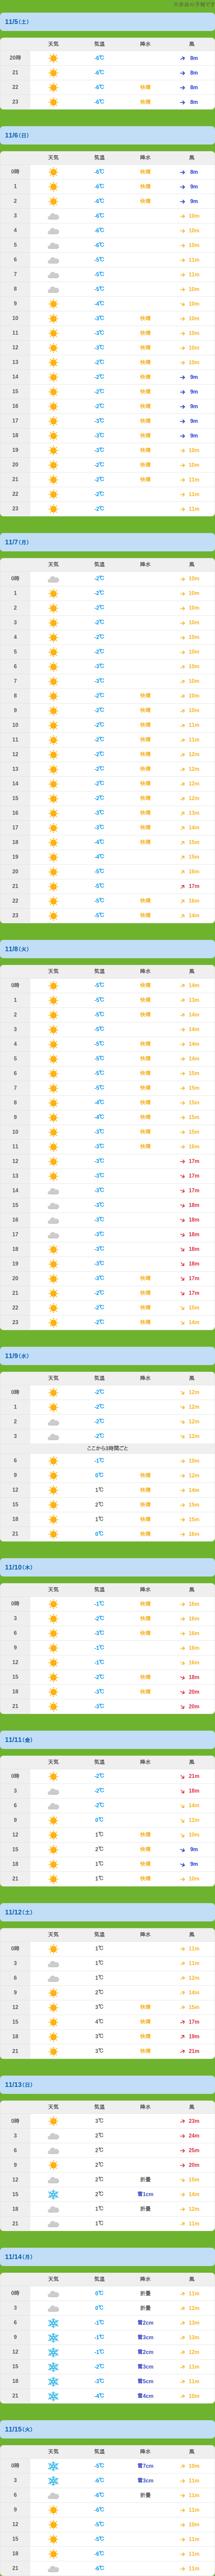 ※奈良の予報です
11/5(土)
天気 気温 降水 風
20時 -6℃ 8m
21 -6℃ 8m
22 -6℃ 快晴 8m
23 -6℃ 快晴 8m
11/6(日)
天気 気温 降水 風
0時 -6℃ 快晴 8m
1 -6℃ 快晴 9m
2 -6℃ 快晴 9m
3 -6℃ 10m
4 -6℃ 10m
5 -6℃ 10m
6 -5℃ 11m
7 -5℃ 11m
8 -5℃ 10m
9 -4℃ 10m
10 -3℃ 快晴 10m
11 -3℃ 快晴 10m
12 -3℃ 快晴 10m
13 -2℃ 快晴 10m
14 -2℃ 快晴 9m
15 -2℃ 快晴 9m
16 -2℃ 快晴 9m
17 -3℃ 快晴 9m
18 -3℃ 快晴 9m
19 -3℃ 快晴 10m
20 -2℃ 快晴 10m
21 -2℃ 快晴 11m
22 -2℃ 11m
23 -2℃ 11m
11/7(月)
天気 気温 降水 風
0時 -2℃ 10m
1 -2℃ 10m
2 -2℃ 10m
3 -2℃ 10m
4 -2℃ 10m
5 -2℃ 10m
6 -3℃ 10m
7 -3℃ 10m
8 -2℃ 快晴 10m
9 -2℃ 快晴 10m
10 -2℃ 快晴 11m
11 -2℃ 快晴 11m
12 -2℃ 快晴 12m
13 -2℃ 快晴 12m
14 -2℃ 快晴 12m
15 -2℃ 快晴 12m
16 -3℃ 快晴 13m
17 -3℃ 快晴 14m
18 -4℃ 快晴 15m
19 -4℃ 15m
20 -5℃ 16m
21 -5℃ 17m
22 -5℃ 快晴 16m
23 -5℃ 快晴 14m
11/8(火)
天気 気温 降水 風
0時 -5℃ 快晴 14m
1 -5℃ 快晴 13m
2 -5℃ 快晴 14m
3 -5℃ 14m
4 -5℃ 快晴 14m
5 -5℃ 快晴 14m
6 -5℃ 快晴 15m
7 -5℃ 快晴 15m
8 -4℃ 快晴 15m
9 -4℃ 快晴 15m
10 -3℃ 快晴 15m
11 -3℃ 快晴 16m
12 -3℃ 17m
13 -3℃ 17m
14 -3℃ 17m
15 -3℃ 18m
16 -3℃ 18m
17 -3℃ 18m
18 -3℃ 18m
19 -3℃ 18m
20 -3℃ 快晴 17m
21 -2℃ 快晴 17m
22 -2℃ 快晴 15m
23 -2℃ 快晴 14m
11/9(水)
天気 気温 降水 風
0時 -2℃ 12m
1 -2℃ 12m
2 -2℃ 12m
3 -2℃ 12m
ここから3時間ごと
6 -1℃ 10m
9 0℃ 快晴 12m
12 1℃ 快晴 14m
15 2℃ 快晴 15m
18 1℃ 快晴 15m
21 0℃ 快晴 16m
11/10(木)
天気 気温 降水 風
0時 -1℃ 快晴 16m
3 -2℃ 快晴 16m
6 -3℃ 快晴 16m
9 -1℃ 16m
12 -1℃ 16m
15 -2℃ 快晴 18m
18 -3℃ 快晴 20m
21 -3℃ 20m
11/11(金)
天気 気温 降水 風
0時 -2℃ 21m
3 -2℃ 18m
6 -2℃ 14m
9 0℃ 12m
12 1℃ 快晴 10m
15 2℃ 快晴 9m
18 1℃ 快晴 9m
21 1℃ 快晴 10m
11/12(土)
天気 気温 降水 風
0時 1℃ 11m
3 1℃ 11m
6 1℃ 12m
9 2℃ 14m
12 3℃ 快晴 15m
15 4℃ 快晴 17m
18 3℃ 快晴 19m
21 3℃ 快晴 21m
11/13(日)
天気 気温 降水 風
0時 3℃ 23m
3 2℃ 24m
6 2℃ 25m
9 2℃ 20m
12 2℃ 折曇 15m
15 2℃ 雪1cm 14m
18 1℃ 折曇 12m
21 1℃ 11m
11/14(月)
天気 気温 降水 風
0時 0℃ 折曇 11m
3 0℃ 折曇 12m
6 -1℃ 雪2cm 13m
9 -1℃ 雪3cm 13m
12 -1℃ 雪2cm 12m
15 -2℃ 雪3cm 11m
18 -3℃ 雪5cm 11m
21 -4℃ 雪4cm 10m
11/15(火)
天気 気温 降水 風
0時 -5℃ 雪7cm 10m
3 -6℃ 雪3cm 11m
6 -6℃ 折曇 11m
9 -6℃ 11m
12 -5℃ 10m
15 -5℃ 11m
18 -6℃ 11m
21 -6℃ 11m